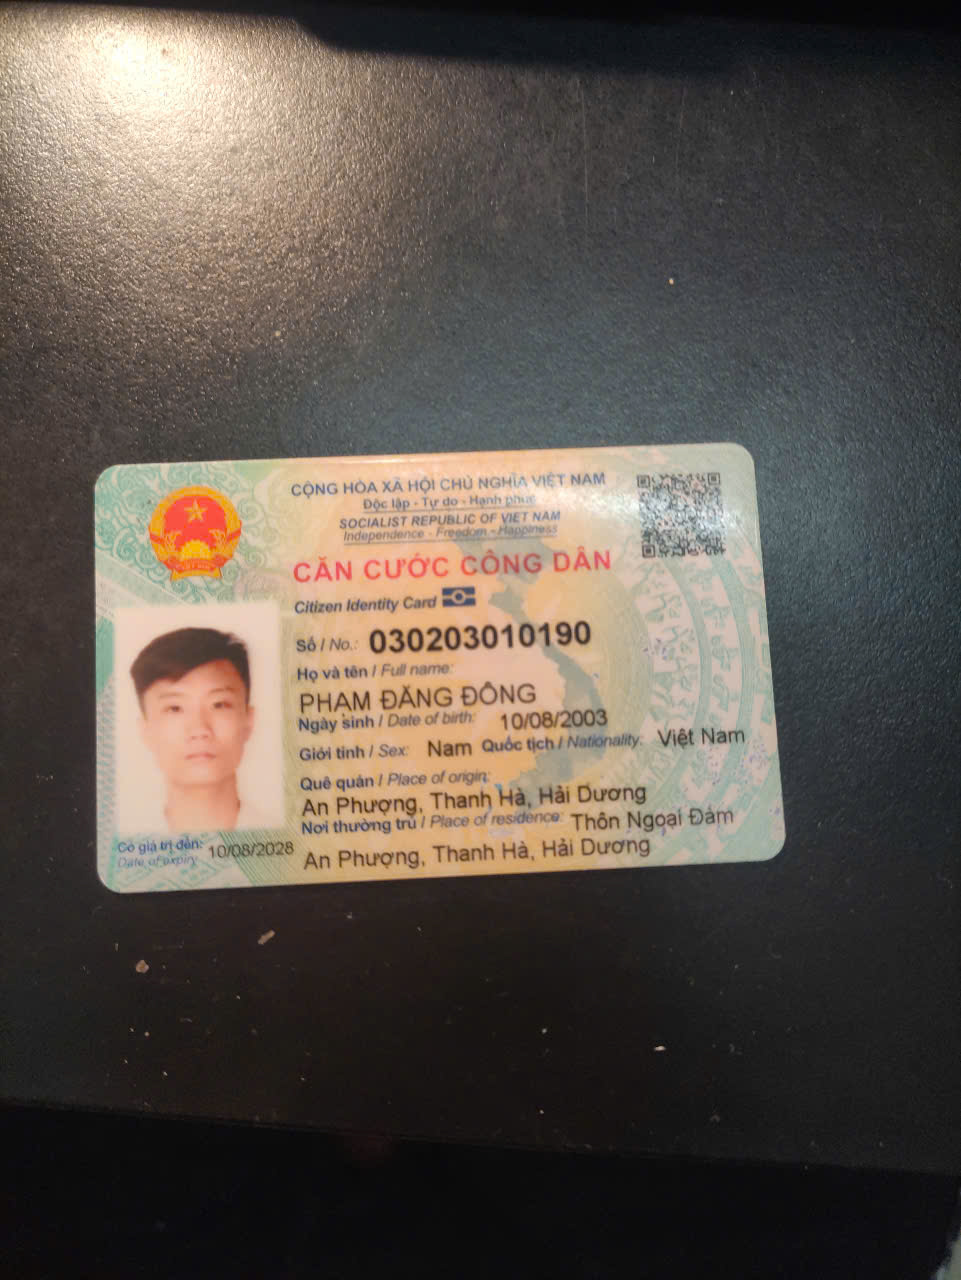 CỘNG HÒA XÃ HỘI CHỦ NGHĨA VIỆT NAM
Độc lập - Tự do - Hạnh phúc
SOCIALIST REPUBLIC OF VIET NAM
Independence - Freedom - Happiness
CĂN CƯỚC CÔNG DÂN
Citizen Identity Card
Số / No.: 030203010190
Họ và tên / Full name:
PHẠM ĐĂNG ĐÔNG
Ngày sinh / Date of birth: 10/08/2003
Giới tính / Sex: Nam Quốc tịch / Nationality: Việt Nam
Quê quán / Place of origin:
An Phượng, Thanh Hà, Hải Dương
Nơi thường trú / Place of residence: Thôn Ngoại Đàm
An Phượng, Thanh Hà, Hải Dương
Có giá trị đến: 10/08/2028
Date of expiry